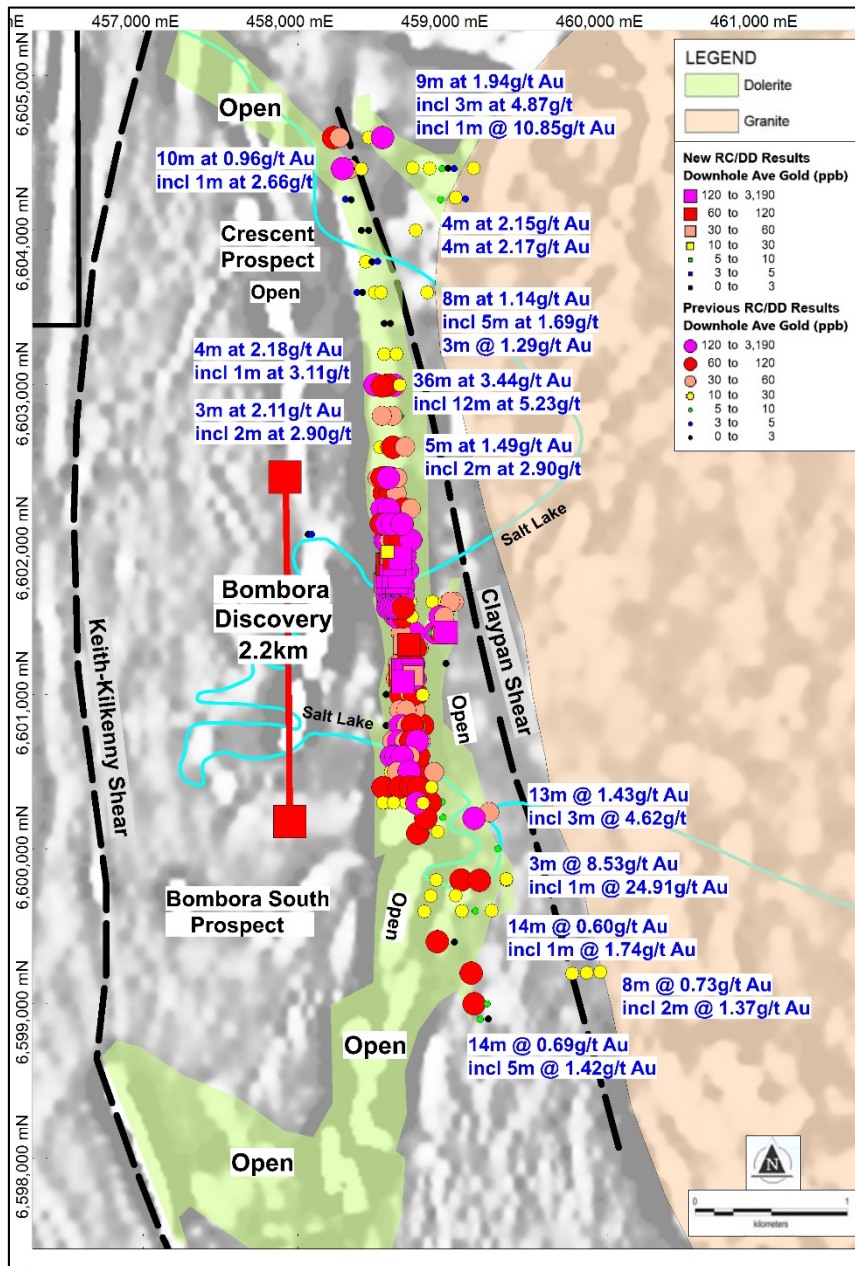 457,000 mE
458,000 mE
459,000 mE
460,000 mE
461,000 mE
6,605,000 mN
6,604,000 mN
6,603,000 mN
6,602,000 mN
6,601,000 mN
6,600,000 mN
6,599,000 mN
6,598,000 mN
LEGEND
Dolerite
Granite
New RC/DD Results
Downhole Ave Gold (ppb)
120 to 3,190
60 to 120
30 to 60
10 to 30
5 to 10
3 to 5
0 to 3
Previous RC/DD Results
Downhole Ave Gold (ppb)
120 to 3,190
60 to 120
30 to 60
10 to 30
5 to 10
3 to 5
0 to 3
Open
9m at 1.94g/t Au
incl 3m at 4.87g/t
incl 1m @ 10.85g/t Au
10m at 0.96g/t Au
incl 1m at 2.66g/t
4m at 2.15g/t Au
4m at 2.17g/t Au
Crescent
Prospect
Open
8m at 1.14g/t Au
incl 5m at 1.69g/t
3m @ 1.29g/t Au
4m at 2.18g/t Au
incl 1m at 3.11g/t
36m at 3.44g/t Au
incl 12m at 5.23g/t
3m at 2.11g/t Au
incl 2m at 2.90g/t
5m at 1.49g/t Au
incl 2m at 2.90g/t
Salt Lake
Bombora
Discovery
2.2km
Keith-Kilkenny Shear
Claypan Shear
Salt Lake
Open
13m @ 1.43g/t Au
incl 3m @ 4.62g/t
3m @ 8.53g/t Au
incl 1m @ 24.91g/t Au
Bombora South
Prospect
Open
14m @ 0.60g/t Au
incl 1m @ 1.74g/t Au
8m @ 0.73g/t Au
incl 2m @ 1.37g/t Au
14m @ 0.69g/t Au
incl 5m @ 1.42g/t Au
Open
Open
N
0 1
kilometers